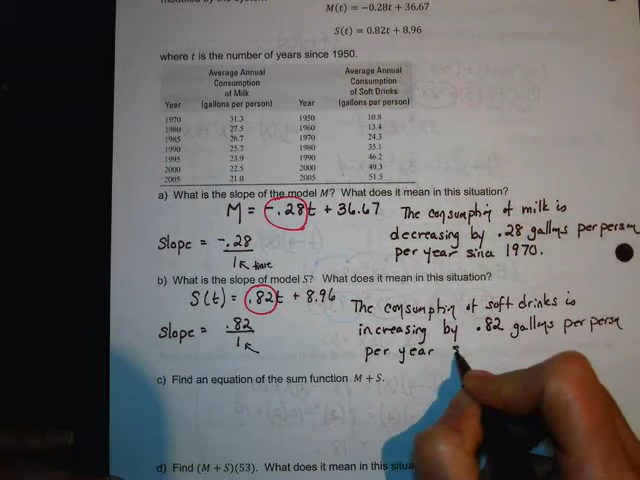 M(t) = −0.28t + 36.67
S(t) = 0.82t + 8.96
where t is the number of years since 1950.
Average Annual Consumption of Milk Average Annual Consumption of Soft Drinks
Year (gallons per person) Year (gallons per person)
1970 31.3 1950 10.8
1980 27.5 1960 13.4
1985 26.7 1970 24.3
1990 25.7 1980 35.1
1995 23.9 1990 46.2
2000 22.5 2000 49.3
2005 21.0 2005 51.5
a) What is the slope of the model M? What does it mean in this situation?
M = -.28t + 36.67
The consumption of milk is
decreasing by .28 gallons per person
per year since 1970.
Slope = -.28
1 time
b) What is the slope of model S? What does it mean in this situation?
S(t) = .82t + 8.96
The consumption of soft drinks is
increasing by .82 gallons per person
per year s
Slope = .82
1
c) Find an equation of the sum function M + S.
d) Find (M + S)(53). What does it mean in this